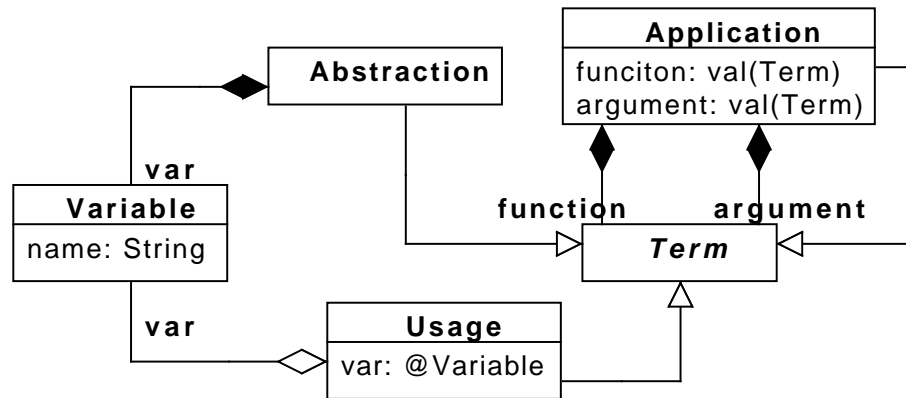 Application
funciton: val(Term)
argument: val(Term)
Abstraction
var
Variable
name: String
function
argument
Term
var
Usage
var: @Variable